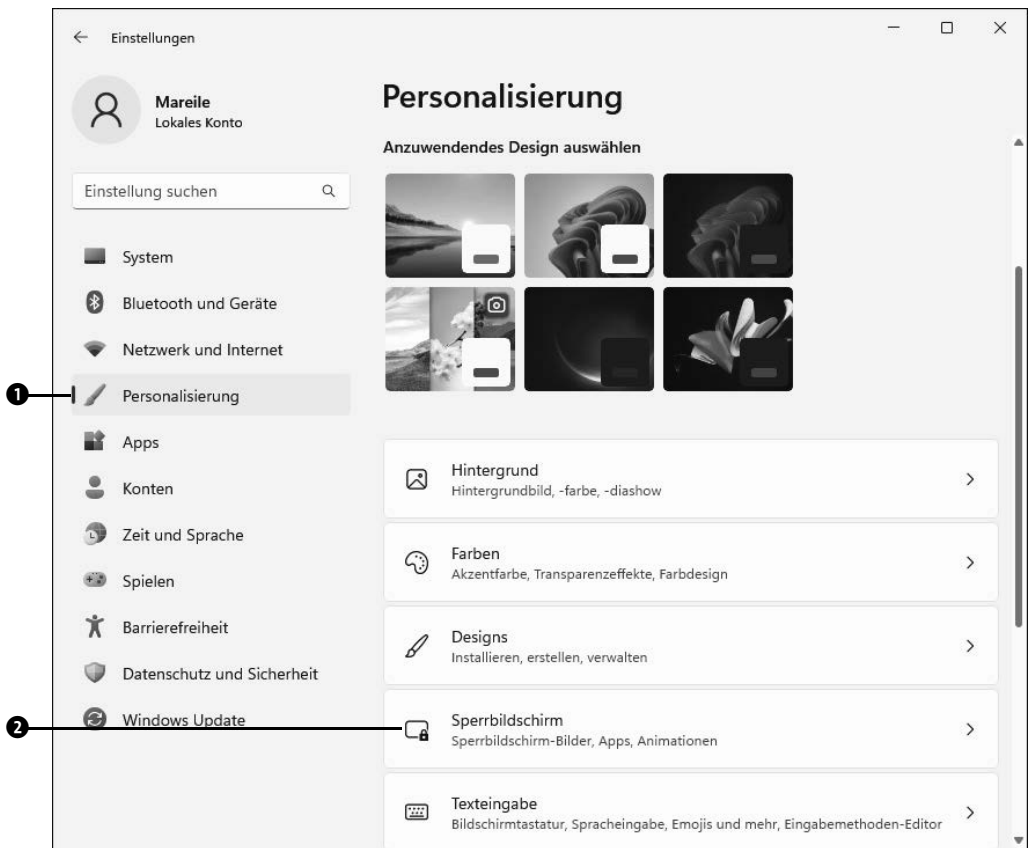 Einstellungen
Mareile
Lokales Konto
Einstellung suchen
System
Bluetooth und Geräte
Netzwerk und Internet
1
Personalisierung
Apps
Konten
Zeit und Sprache
Spielen
Barrierefreiheit
Datenschutz und Sicherheit
2
Windows Update
Personalisierung
Anzuwendendes Design auswählen
Hintergrund
Hintergrundbild, -farbe, -diashow
Farben
Akzentfarbe, Transparenzeffekte, Farbdesign
Designs
Installieren, erstellen, verwalten
Sperrbildschirm
Sperrbildschirm-Bilder, Apps, Animationen
Texteingabe
Bildschirmtastatur, Spracheingabe, Emojis und mehr, Eingabemethoden-Editor